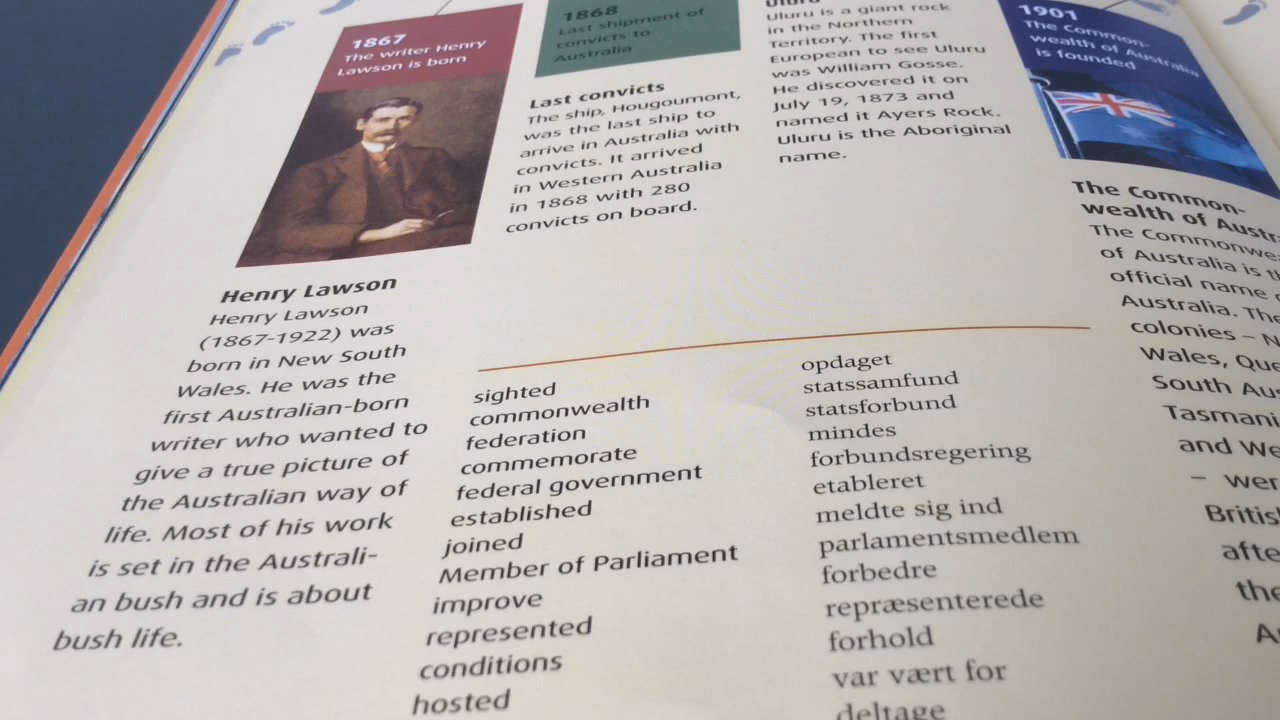 1867
The writer Henry
Lawson is born
Henry Lawson
Henry Lawson
(1867-1922) was
born in New South
Wales. He was the
first Australian-born
writer who wanted to
give a true picture of
the Australian way of
life. Most of his work
is set in the Australi-
an bush and is about
bush life.
1868
Last shipment of
convicts to
Australia
Last convicts
The ship, Hougoumont,
was the last ship to
arrive in Australia with
convicts. It arrived
in Western Australia
in 1868 with 280
convicts on board.
Uluru
Uluru is a giant rock
in the Northern
Territory. The first
European to see Uluru
was William Gosse.
He discovered it on
July 19, 1873 and
named it Ayers Rock.
Uluru is the Aboriginal
name.
1901
The Common-
wealth of Australia
is founded
The Common-
wealth of Austr
The Commonwe
of Australia is t
official name
Australia. The
colonies – N
Wales, Que
South Aus
Tasmani
and We
– wer
British
afte
the
A
sighted
commonwealth
federation
commemorate
federal government
established
joined
Member of Parliament
improve
represented
conditions
hosted
opdaget
statssamfund
statsforbund
mindes
forbundsregering
etableret
meldte sig ind
parlamentsmedlem
forbedre
repræsenterede
forhold
var vært for
deltage